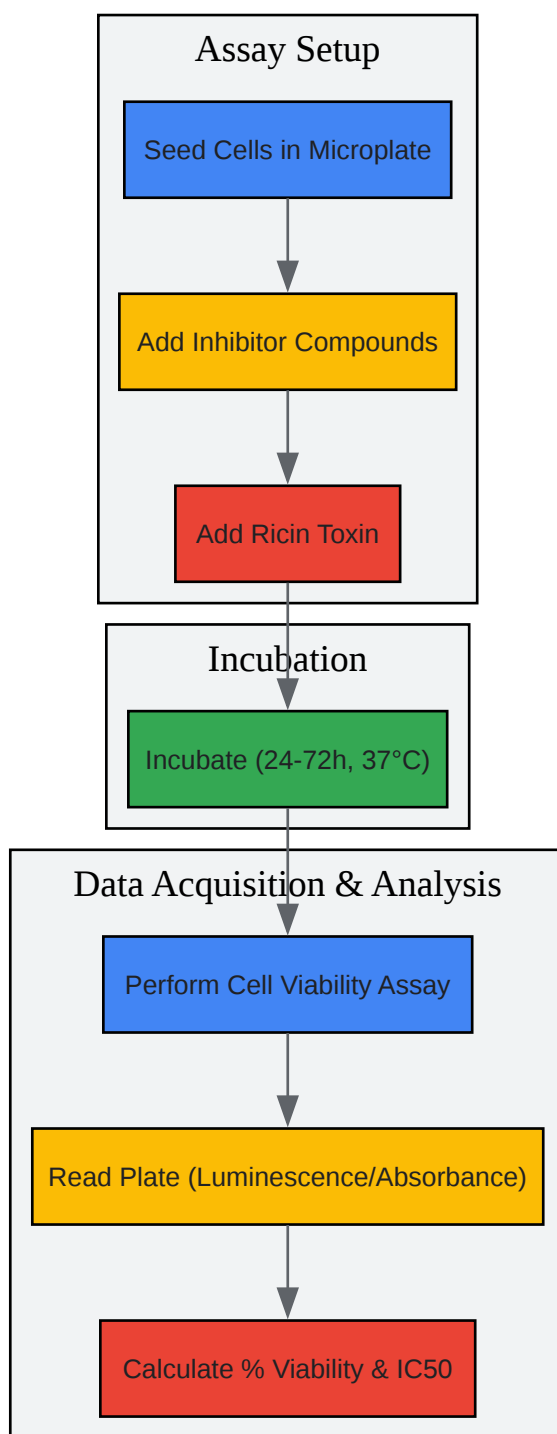 Assay Setup
Seed Cells in Microplate
Add Inhibitor Compounds
Add Ricin Toxin
Incubation
Incubate (24-72h, 37°C)
Data Acquisition & Analysis
Perform Cell Viability Assay
Read Plate (Luminescence/Absorbance)
Calculate % Viability & IC50